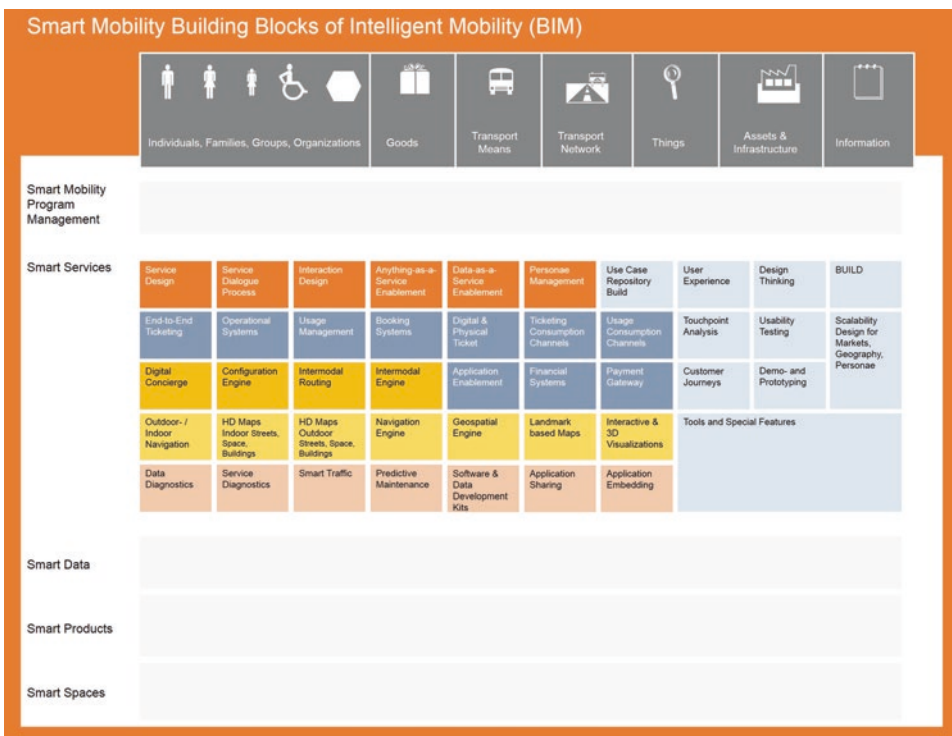 Smart Mobility Building Blocks of Intelligent Mobility (BIM)
Individuals, Families, Groups, Organizations
Goods
Transport
Means
Transport
Network
Things
Assets &
Infrastructure
Information
Smart Mobility
Program
Management
Smart Services
Service
Design
Service
Dialogue
Process
Interaction
Design
Anything-as-a-
Service
Enablement
Data-as-a-
Service
Enablement
Personae
Management
Use Case
Repository
Build
User
Experience
Design
Thinking
BUILD
End-to-End
Ticketing
Operational
Systems
Usage
Management
Booking
Systems
Digital &
Physical
Ticket
Ticketing
Consumption
Channels
Usage
Consumption
Channels
Touchpoint
Analysis
Usability
Testing
Scalability
Design for
Markets,
Geography,
Personae
Digital
Concierge
Configuration
Engine
Intermodal
Routing
Intermodal
Engine
Application
Enablement
Financial
Systems
Payment
Gateway
Customer
Journeys
Demo- and
Prototyping
Outdoor- /
Indoor
Navigation
HD Maps
Indoor Streets,
Space,
Buildings
HD Maps
Outdoor
Streets, Space,
Buildings
Navigation
Engine
Geospatial
Engine
Landmark
based Maps
Interactive &
3D
Visualizations
Tools and Special Features
Data
Diagnostics
Service
Diagnostics
Smart Traffic
Predictive
Maintenance
Software &
Data
Development
Kits
Application
Sharing
Application
Embedding
Smart Data
Smart Products
Smart Spaces